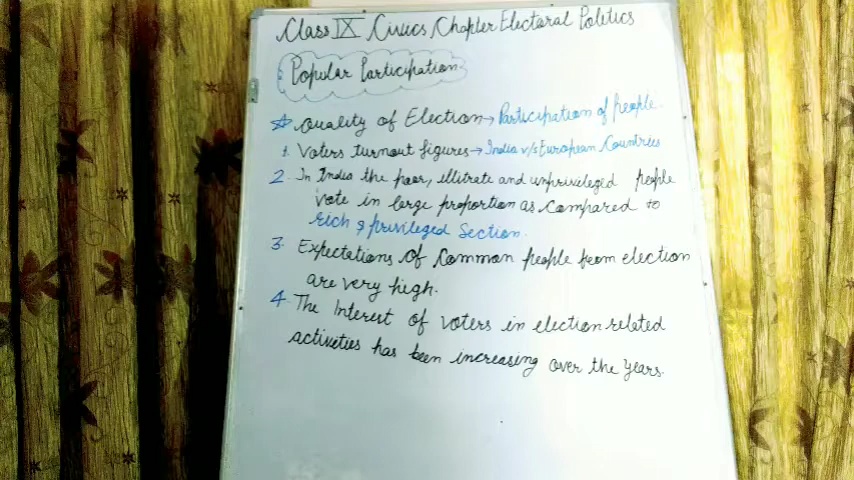 Class IX Civics Chapter Electoral Politics
Popular Participation
Quality of Election → Participation of people.
1. Voters turnout figures → India v/s European Countries
2. In India the poor, illitrate and unprivileged people
vote in large proportion as compared to
rich & privileged Section.
3. Expectations of Common people from election
are very high.
4. The Interest of voters in election related
activities has been increasing over the years.